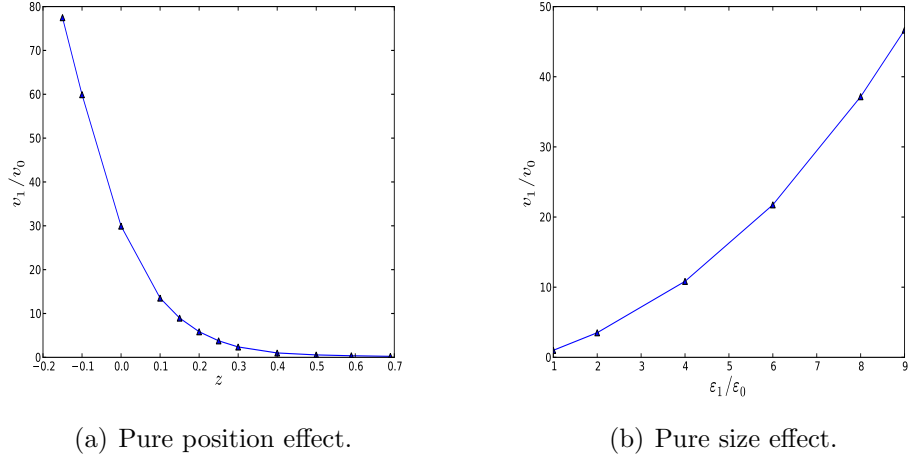 80
70
60
50
40
30
20
10
0
v₁/v₀
−0.2 −0.1 0.0 0.1 0.2 0.3 0.4 0.5 0.6 0.7
z
(a) Pure position effect.
50
40
30
20
10
0
v₁/v₀
1 2 3 4 5 6 7 8 9
ε₁/ε₀
(b) Pure size effect.